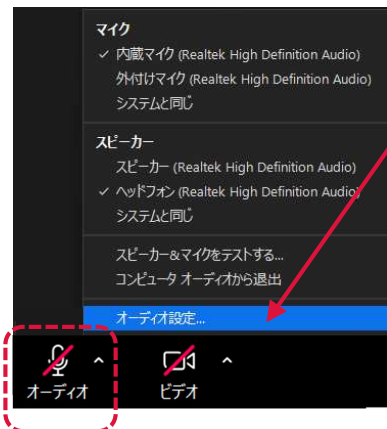 マイク
✓ 内蔵マイク (Realtek High Definition Audio)
外付けマイク (Realtek High Definition Audio)
システムと同じ
スピーカー
スピーカー (Realtek High Definition Audio)
✓ ヘッドフォン (Realtek High Definition Audio)
システムと同じ
スピーカー&マイクをテストする...
コンピュータ オーディオから退出
オーディオ設定...
オーディオ ビデオ